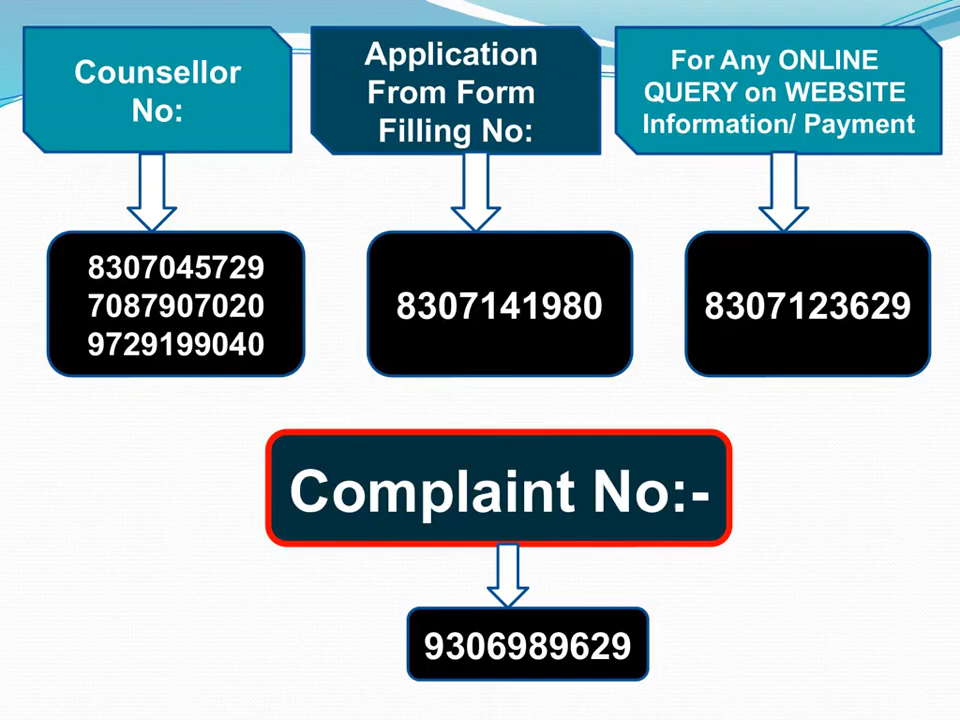 Counsellor
No:
Application
From Form
Filling No:
For Any ONLINE
QUERY on WEBSITE
Information/ Payment
8307045729
7087907020
9729199040
8307141980
8307123629
Complaint No:-
9306989629